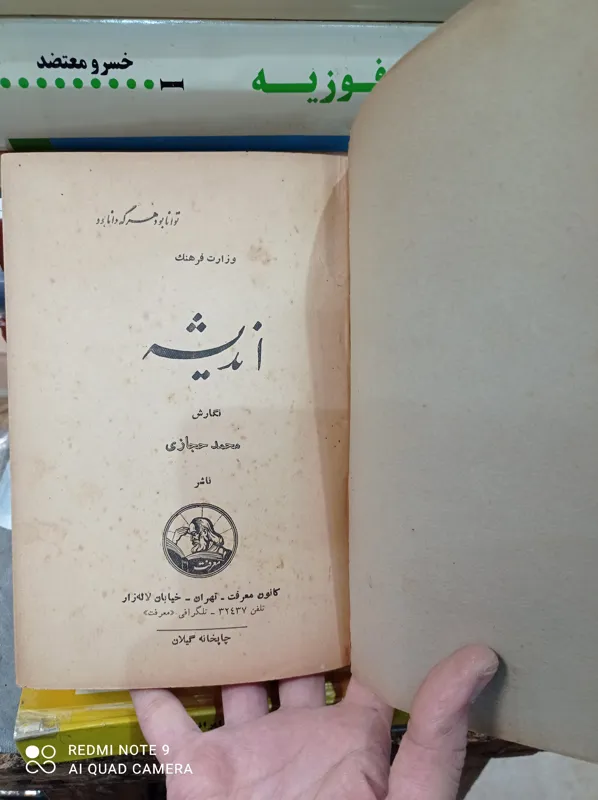 خسرو معتضد
فوزیه
توانا بود هر که دانا بود
وزارت فرهنك
اندیشه
نگارش
محمد حجازی
ناشر
معرفت
کانون معرفت - تهران - خیابان لاله‌زار
تلفن ۳۲۴۳۷ - تلگرافی «معرفت»
چاپخانه گیلان
REDMI NOTE 9
AI QUAD CAMERA